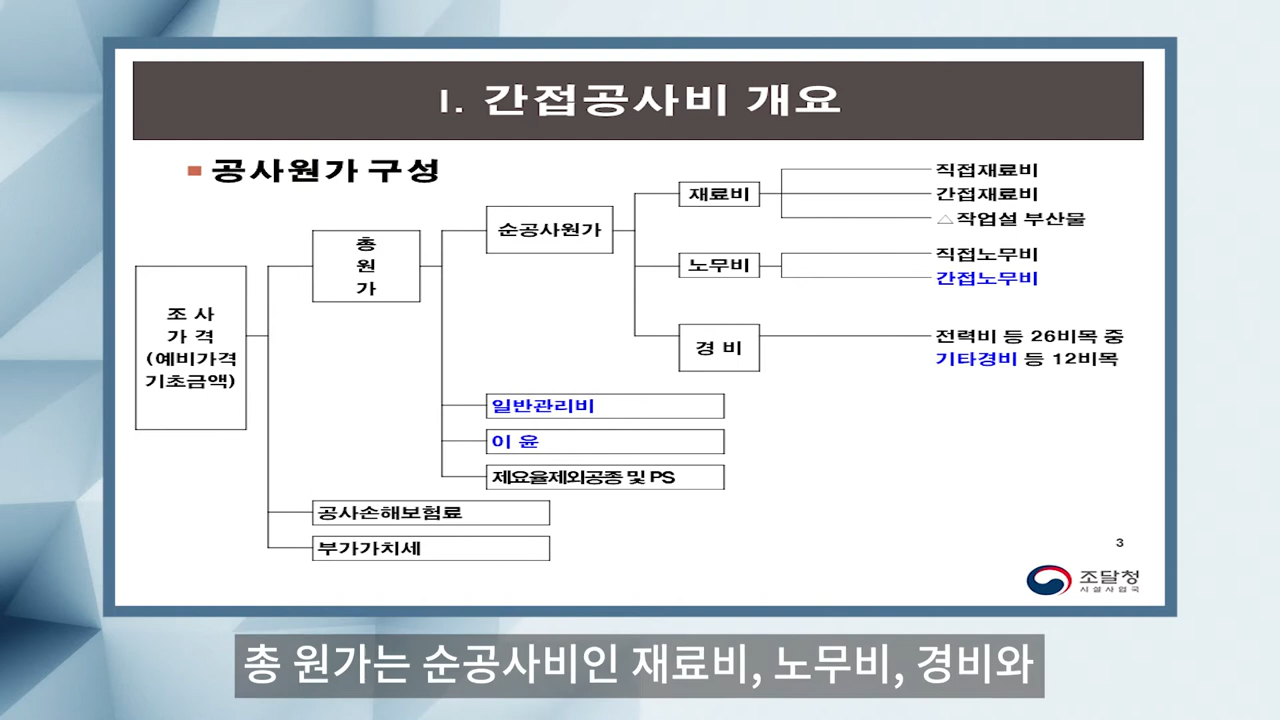 I. 간접공사비 개요
공사원가 구성
조 사
가 격
(예비가격
기초금액)
총
원
가
순공사원가
재료비
직접재료비
간접재료비
△작업설 부산물
노무비
직접노무비
간접노무비
경 비
전력비 등 26비목 중
기타경비 등 12비목
일반관리비
이 윤
제요율제외공종 및 PS
공사손해보험료
부가가치세
3
조달청
시설사업국
총 원가는 순공사비인 재료비, 노무비, 경비와